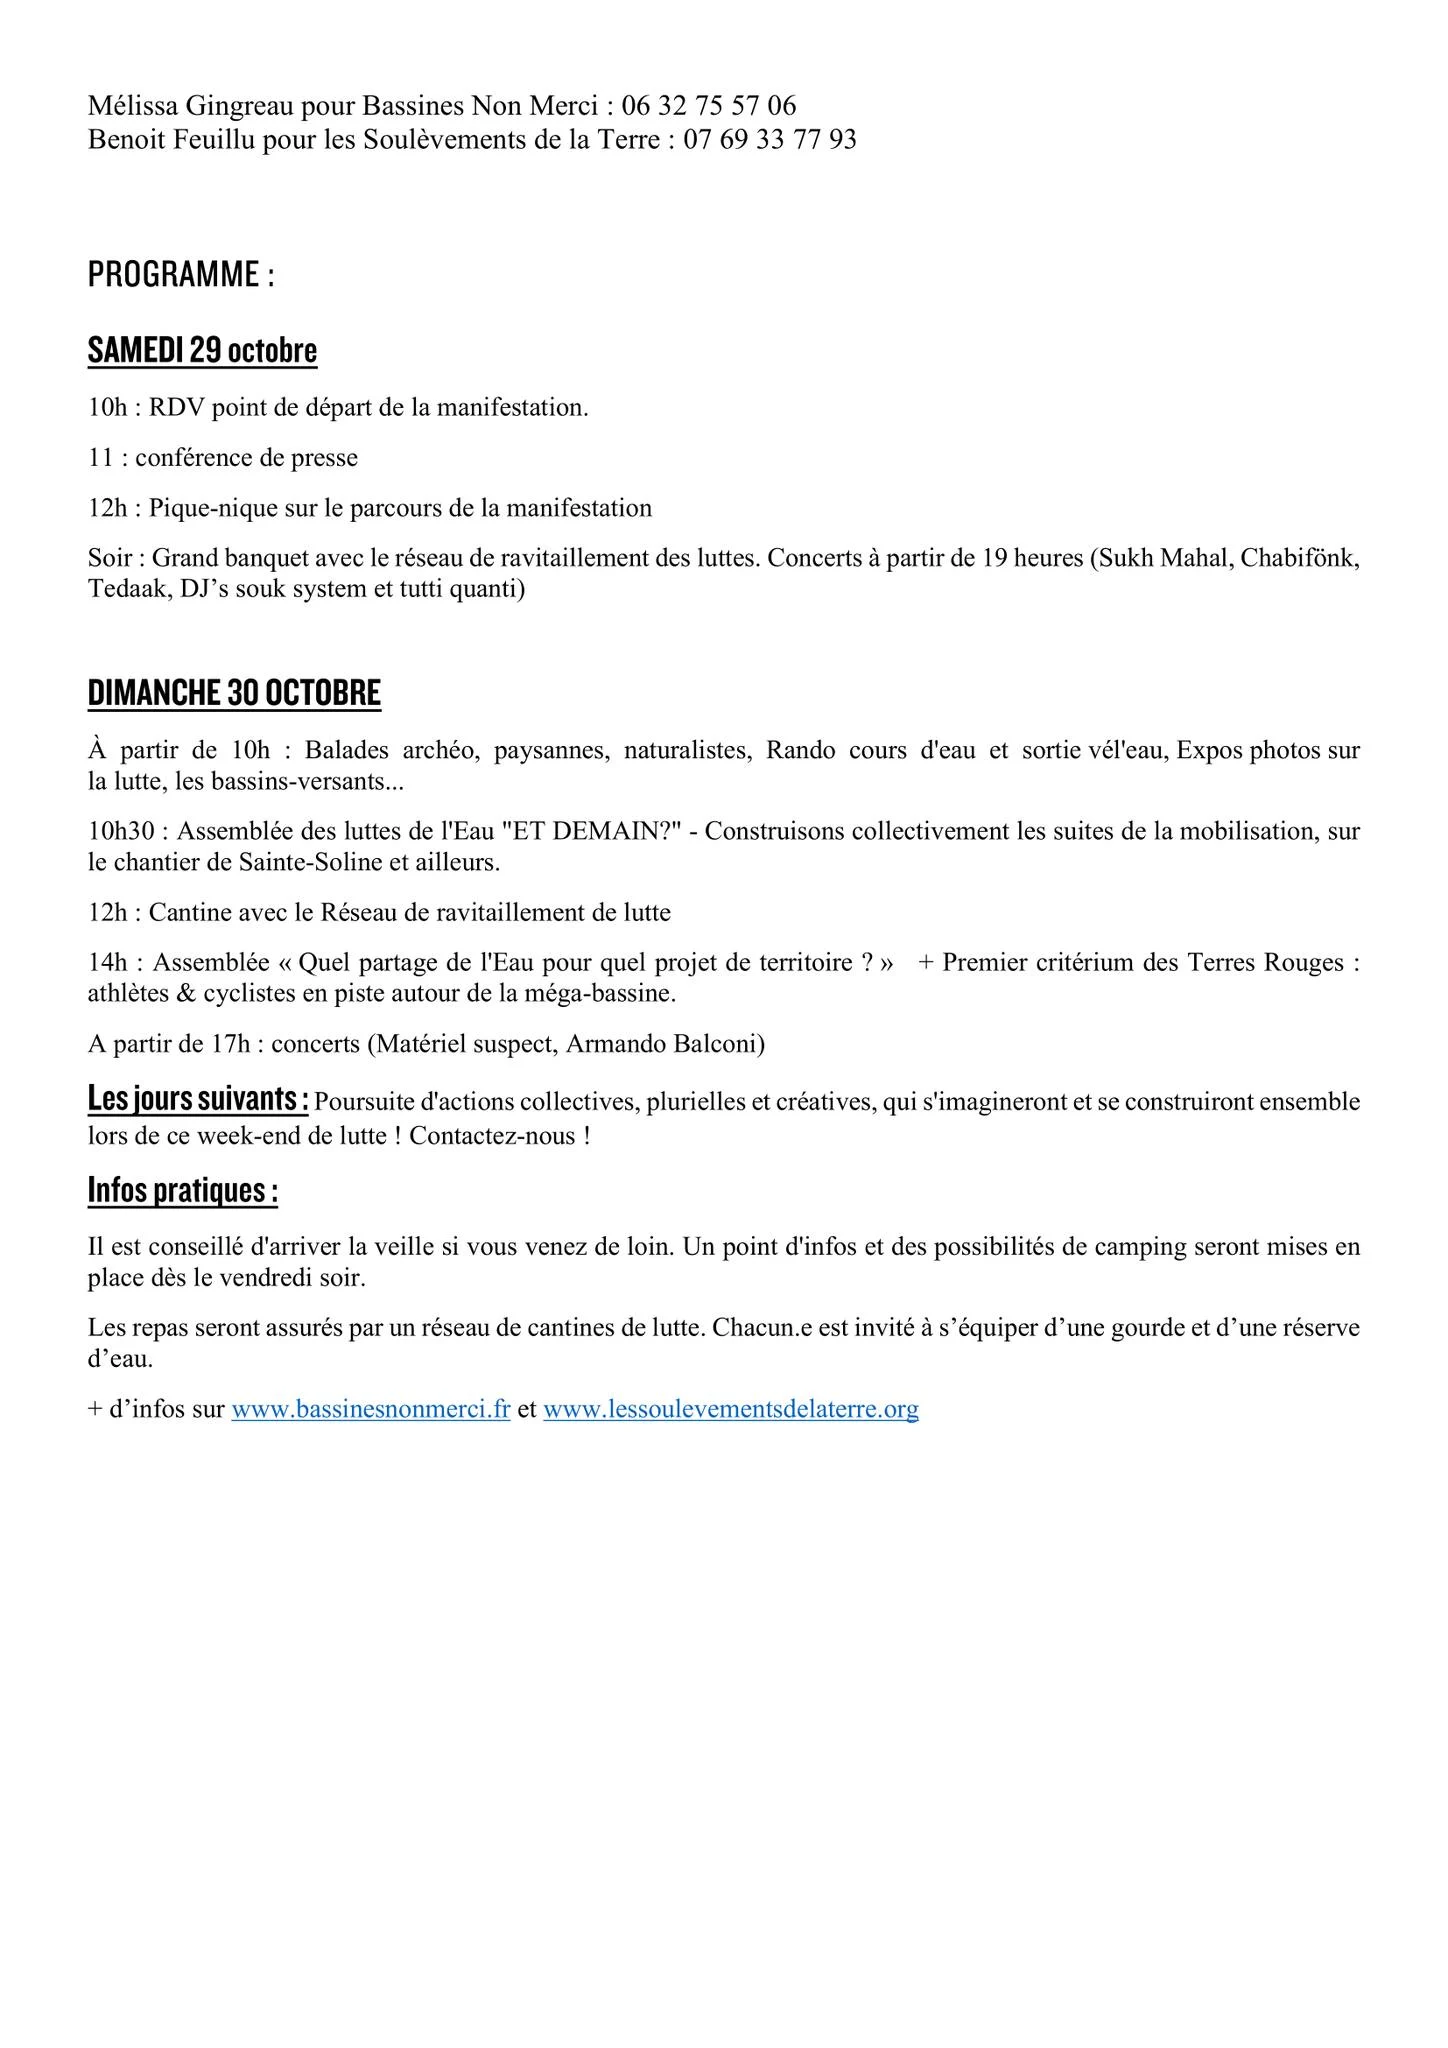 Mélissa Gingreau pour Bassines Non Merci : 06 32 75 57 06
Benoit Feuillu pour les Soulèvements de la Terre : 07 69 33 77 93
PROGRAMME :
SAMEDI 29 octobre
10h : RDV point de départ de la manifestation.
11 : conférence de presse
12h : Pique-nique sur le parcours de la manifestation
Soir : Grand banquet avec le réseau de ravitaillement des luttes. Concerts à partir de 19 heures (Sukh Mahal, Chabifönk,
Tedaak, DJ’s souk system et tutti quanti)
DIMANCHE 30 OCTOBRE
À partir de 10h : Balades archéo, paysannes, naturalistes, Rando cours d'eau et sortie vél'eau, Expos photos sur
la lutte, les bassins-versants...
10h30 : Assemblée des luttes de l'Eau "ET DEMAIN?" - Construisons collectivement les suites de la mobilisation, sur
le chantier de Sainte-Soline et ailleurs.
12h : Cantine avec le Réseau de ravitaillement de lutte
14h : Assemblée « Quel partage de l'Eau pour quel projet de territoire ? » + Premier critérium des Terres Rouges :
athlètes & cyclistes en piste autour de la méga-bassine.
A partir de 17h : concerts (Matériel suspect, Armando Balconi)
Les jours suivants : Poursuite d'actions collectives, plurielles et créatives, qui s'imagineront et se construiront ensemble
lors de ce week-end de lutte ! Contactez-nous !
Infos pratiques :
Il est conseillé d'arriver la veille si vous venez de loin. Un point d'infos et des possibilités de camping seront mises en
place dès le vendredi soir.
Les repas seront assurés par un réseau de cantines de lutte. Chacun.e est invité à s’équiper d’une gourde et d’une réserve
d’eau.
+ d’infos sur www.bassinesnonmerci.fr et www.lessoulevementsdelaterre.org